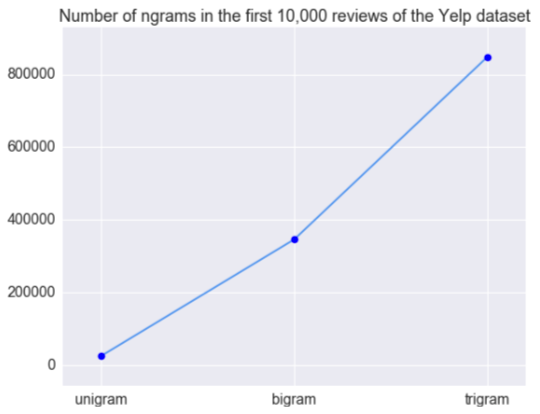 Number of ngrams in the first 10,000 reviews of the Yelp dataset
800000
600000
400000
200000
0
unigram bigram trigram